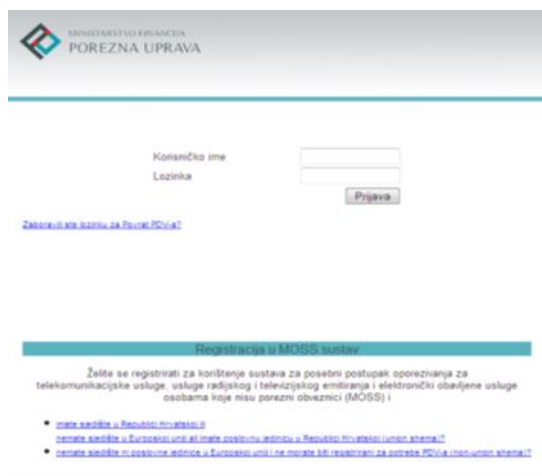 MINISTARSTVO FINANCIJA
POREZNA UPRAVA
Korisničko ime
Lozinka
Prijava
Zaboravili ste lozinku za Povrat PDV-a?
Registracija u MOSS sustav
Želite se registrirati za korištenje sustava za posebni postupak oporezivanja za
telekomunikacijske usluge, usluge radijskog i televizijskog emitiranja i elektronički obavljene usluge
osobama koje nisu porezni obveznici (MOSS) i
imate sjedište u Republici Hrvatskoj ili
nemate sjedište u Europskoj uniji ali imate poslovnu jedinicu u Republici Hrvatskoj (union shema)?
nemate sjedište ni poslovne jedinice u Europskoj uniji i ne morate biti registrirani za potrebe PDV-a (non-union shema)?